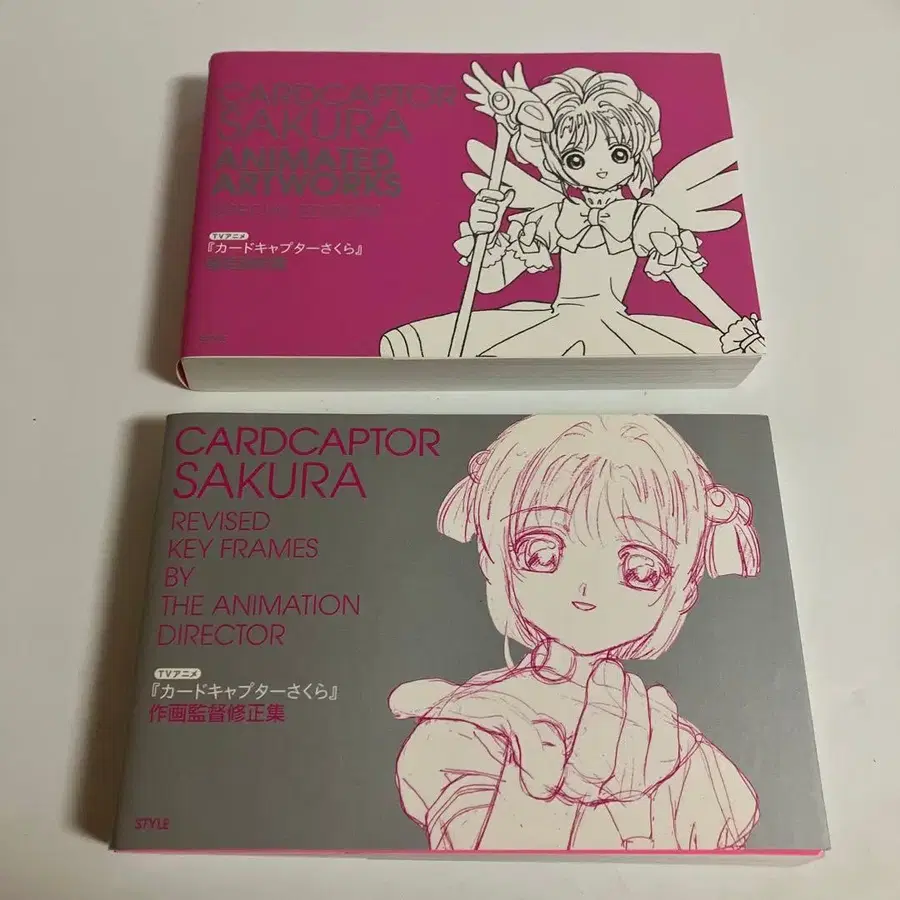 CARDCAPTOR
SAKURA
ANIMATED
ARTWORKS
TVアニメ
『カードキャプターさくら』
STYLE
CARDCAPTOR
SAKURA
REVISED
KEY FRAMES
BY
THE ANIMATION
DIRECTOR
TVアニメ
『カードキャプターさくら』
作画監督修正集
STYLE